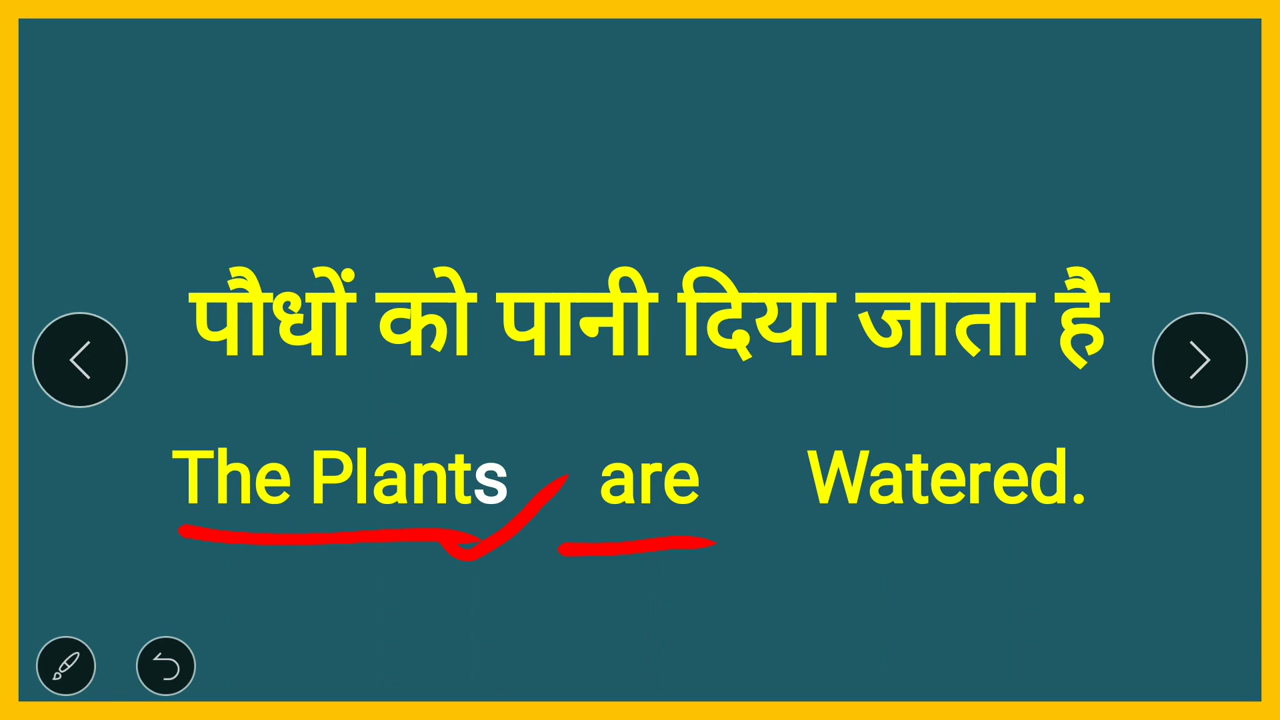 पौधों को पानी दिया जाता है
The Plants are Watered.